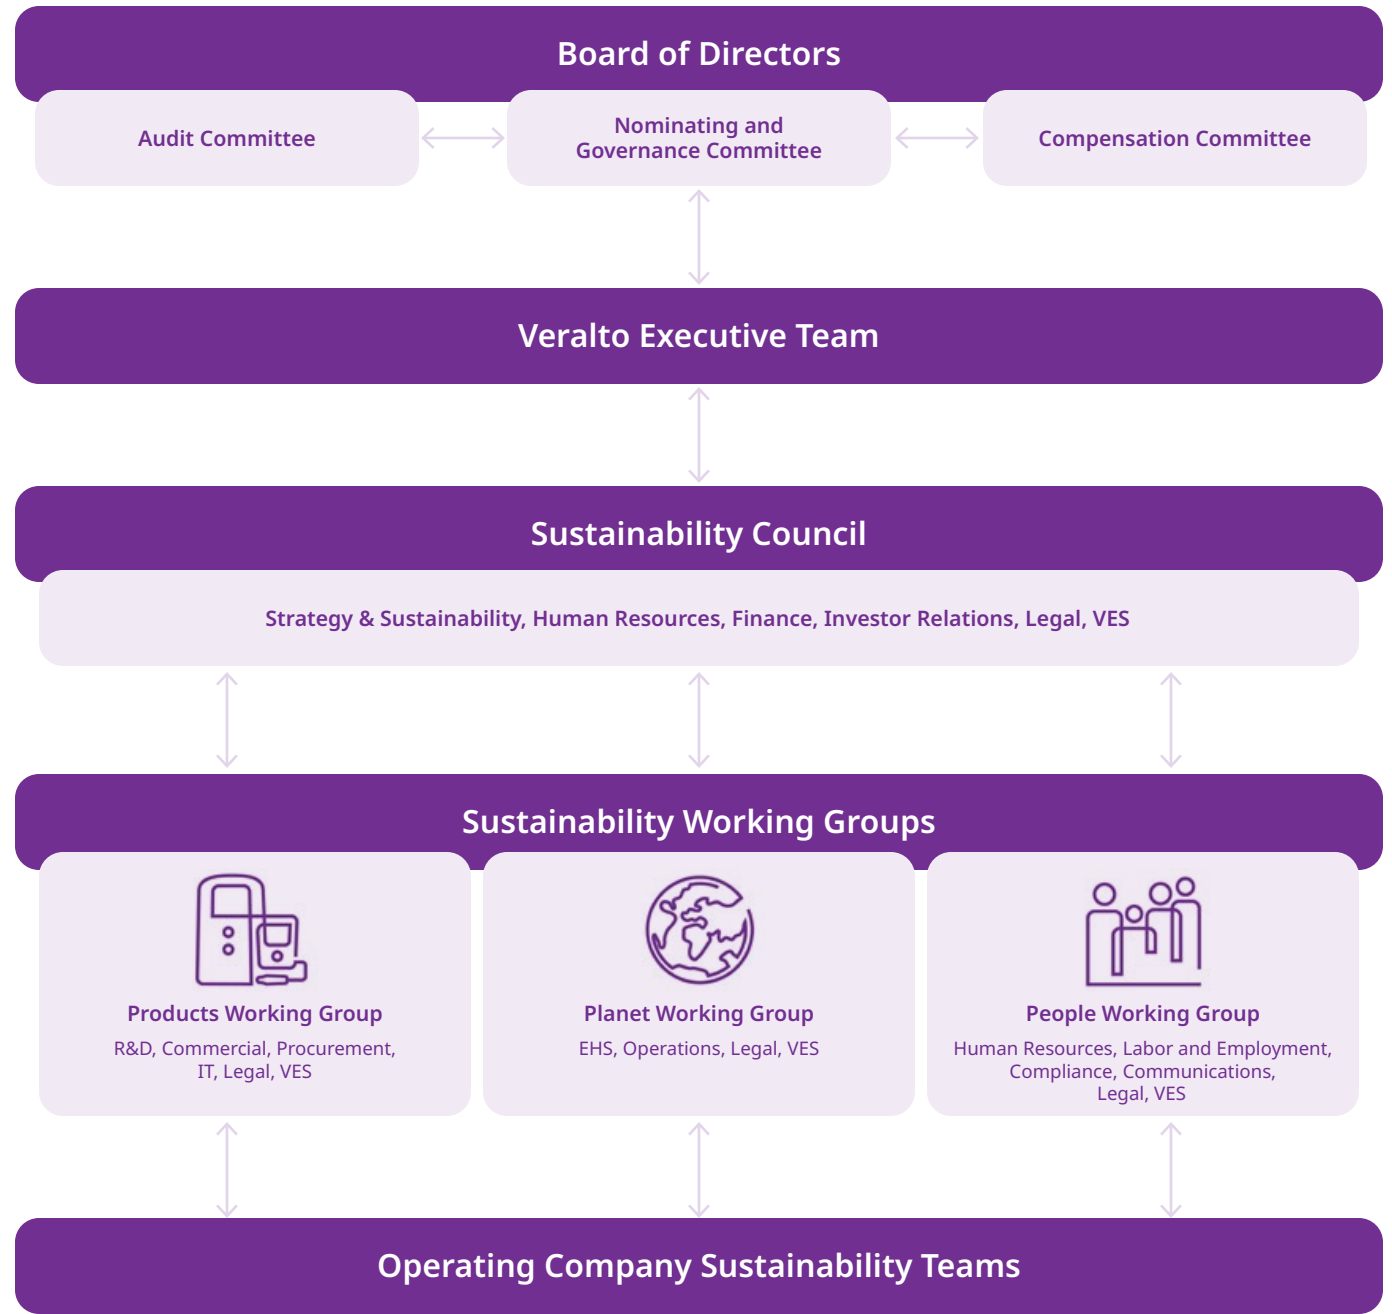 Board of Directors
Audit Committee
Nominating and
Governance Committee
Compensation Committee
Veralto Executive Team
Sustainability Council
Strategy & Sustainability, Human Resources, Finance, Investor Relations, Legal, VES
Sustainability Working Groups
Products Working Group
R&D, Commercial, Procurement,
IT, Legal, VES
Planet Working Group
EHS, Operations, Legal, VES
People Working Group
Human Resources, Labor and Employment,
Compliance, Communications,
Legal, VES
Operating Company Sustainability Teams